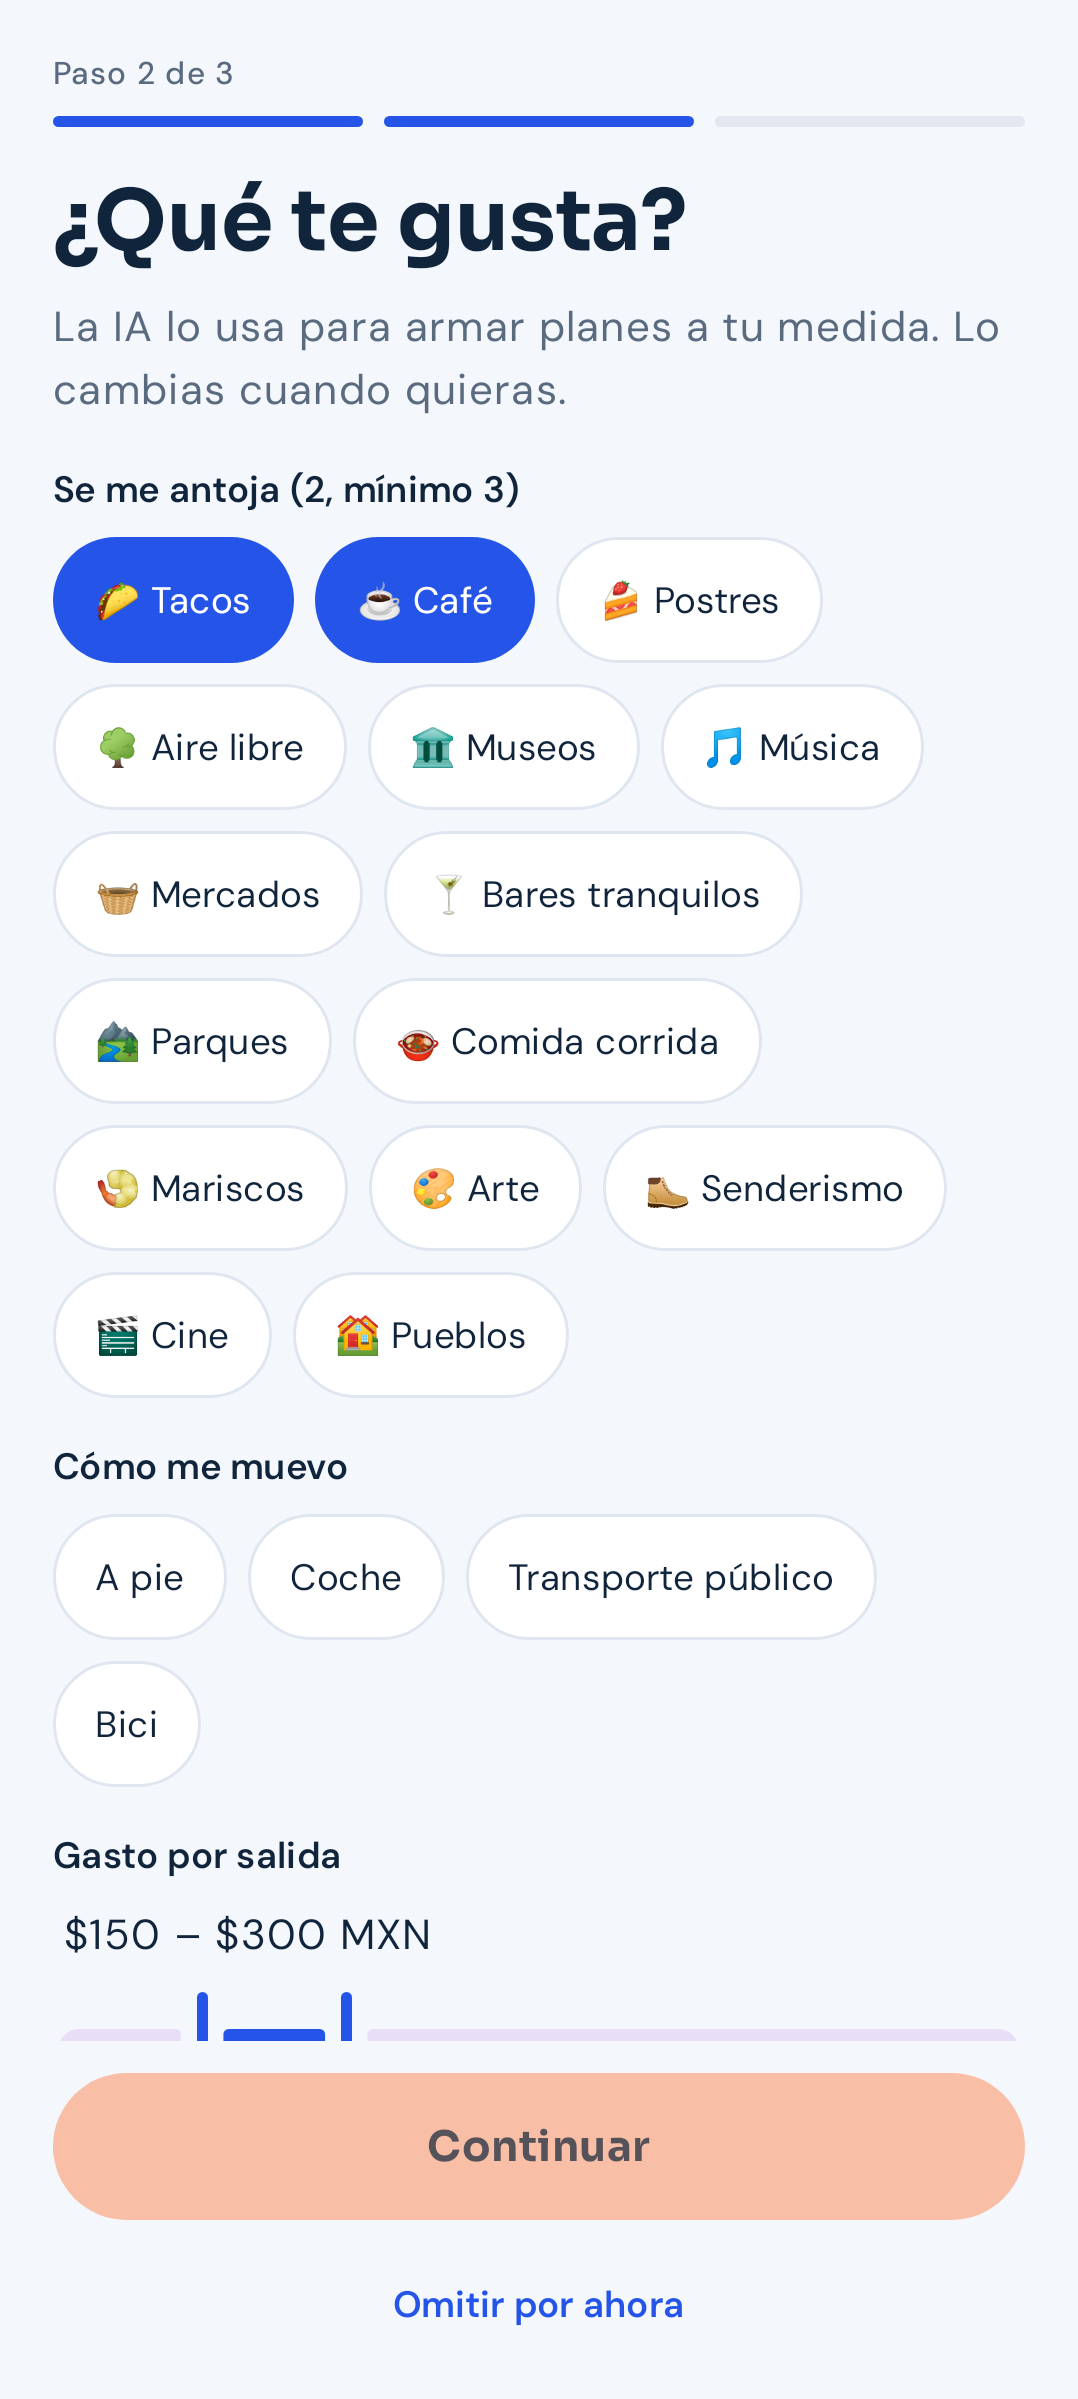 Paso 2 de 3
¿Qué te gusta?
La IA lo usa para armar planes a tu medida. Lo
cambias cuando quieras.
Se me antoja (2, mínimo 3)
Tacos Café Postres
Aire libre Museos Música
Mercados Bares tranquilos
Parques Comida corrida
Mariscos Arte Senderismo
Cine Pueblos
Cómo me muevo
A pie Coche Transporte público
Bici
Gasto por salida
$150 – $300 MXN
Continuar
Omitir por ahora